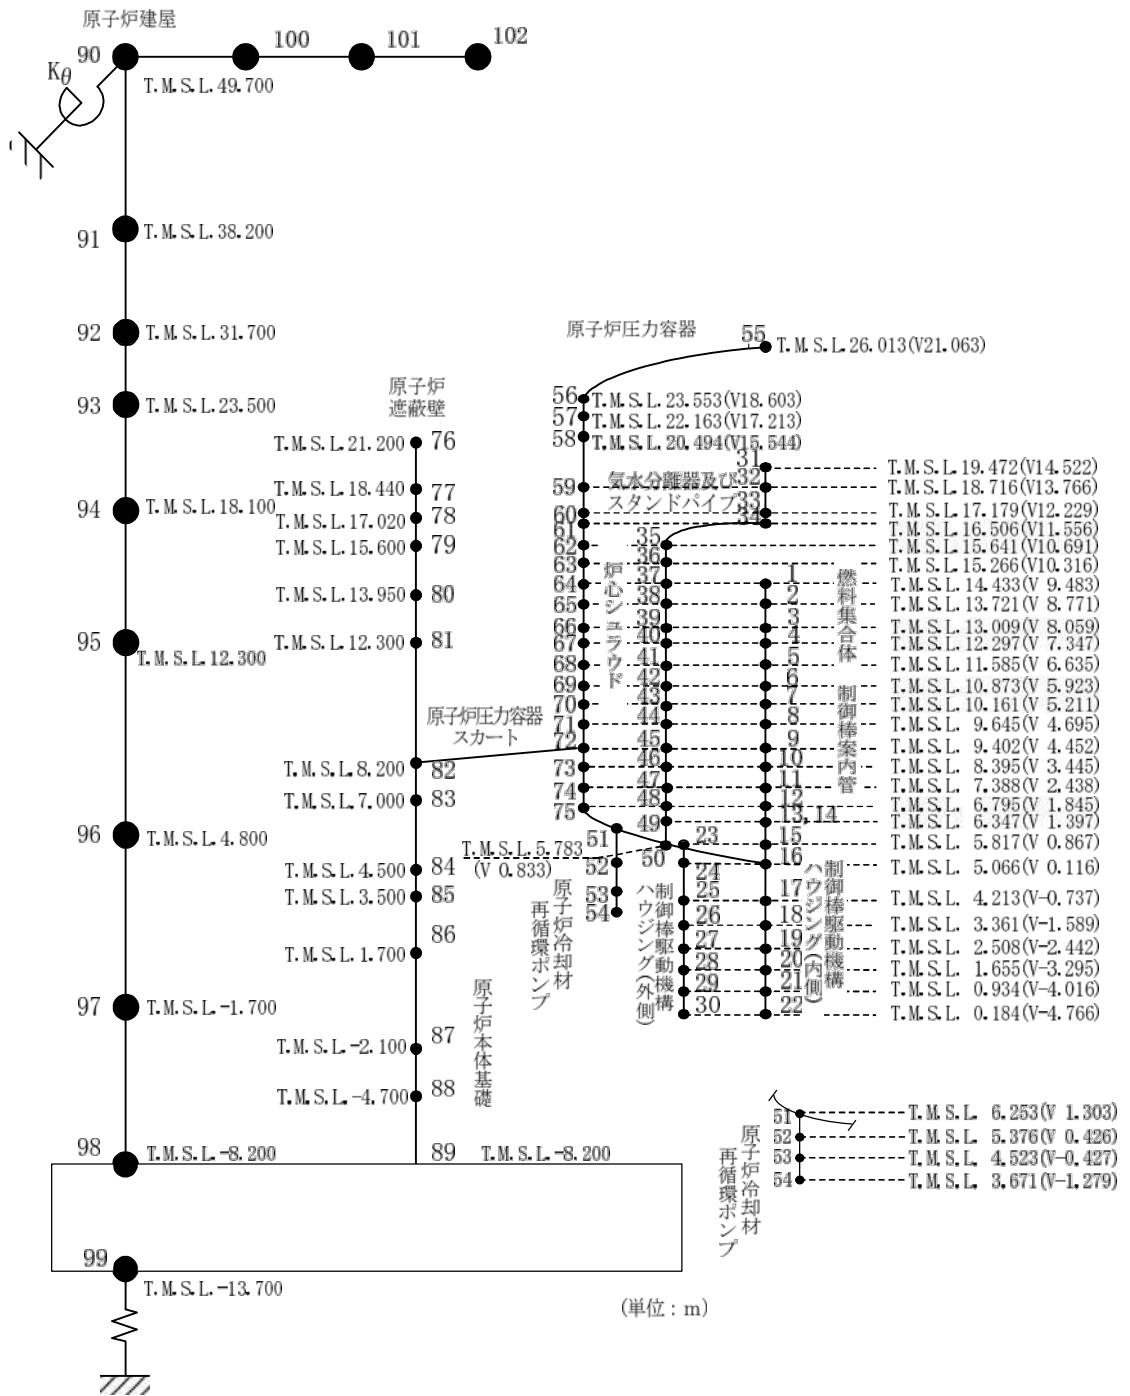 原子炉建屋
90
100
101
102
Kθ
T.M.S.L.49.700
91
T.M.S.L.38.200
92
T.M.S.L.31.700
93
T.M.S.L.23.500
94
T.M.S.L.18.100
95
T.M.S.L.12.300
96
T.M.S.L.4.800
97
T.M.S.L.-1.700
98
T.M.S.L.-8.200
99
T.M.S.L.-13.700
原子炉
遮蔽壁
T.M.S.L.21.200 76
T.M.S.L.18.440 77
T.M.S.L.17.020 78
T.M.S.L.15.600 79
T.M.S.L.13.950 80
T.M.S.L.12.300 81
原子炉圧力容器
スカート
T.M.S.L.8.200 82
T.M.S.L.7.000 83
T.M.S.L.4.500 84
T.M.S.L.3.500 85
T.M.S.L.1.700 86
T.M.S.L.-2.100 87
T.M.S.L.-4.700 88
89 T.M.S.L.-8.200
原子炉本体基礎
原子炉圧力容器
55
T.M.S.L.26.013(V21.063)
56 T.M.S.L.23.553(V18.603)
57 T.M.S.L.22.163(V17.213)
58 T.M.S.L.20.494(V15.544)
59
60
61
62
63
64
65
66
67
68
69
70
71
72
73
74
75
気水分離器及び
スタンドパイプ
31
32
33
34
炉心シュラウド
35
36
37
38
39
40
41
42
43
44
45
46
47
48
49
50
T.M.S.L.5.783
(V 0.833)
1
2
3
4
5
6
7
8
9
10
11
12
13,14
15
16
17
18
19
20
21
22
燃料集合体
制御棒案内管
制御棒駆動機構
ハウジング(内側)
23
24
25
26
27
28
29
30
制御棒駆動機構
ハウジング(外側)
51
52
53
54
原子炉冷却材
再循環ポンプ
T.M.S.L.19.472(V14.522)
T.M.S.L.18.716(V13.766)
T.M.S.L.17.179(V12.229)
T.M.S.L.16.506(V11.556)
T.M.S.L.15.641(V10.691)
T.M.S.L.15.266(V10.316)
T.M.S.L.14.433(V 9.483)
T.M.S.L.13.721(V 8.771)
T.M.S.L.13.009(V 8.059)
T.M.S.L.12.297(V 7.347)
T.M.S.L.11.585(V 6.635)
T.M.S.L.10.873(V 5.923)
T.M.S.L.10.161(V 5.211)
T.M.S.L. 9.645(V 4.695)
T.M.S.L. 9.402(V 4.452)
T.M.S.L. 8.395(V 3.445)
T.M.S.L. 7.388(V 2.438)
T.M.S.L. 6.795(V 1.845)
T.M.S.L. 6.347(V 1.397)
T.M.S.L. 5.817(V 0.867)
T.M.S.L. 5.066(V 0.116)
T.M.S.L. 4.213(V-0.737)
T.M.S.L. 3.361(V-1.589)
T.M.S.L. 2.508(V-2.442)
T.M.S.L. 1.655(V-3.295)
T.M.S.L. 0.934(V-4.016)
T.M.S.L. 0.184(V-4.766)
51 T.M.S.L. 6.253(V 1.303)
52 T.M.S.L. 5.376(V 0.426)
53 T.M.S.L. 4.523(V-0.427)
54 T.M.S.L. 3.671(V-1.279)
原子炉冷却材
再循環ポンプ
(単位：m)